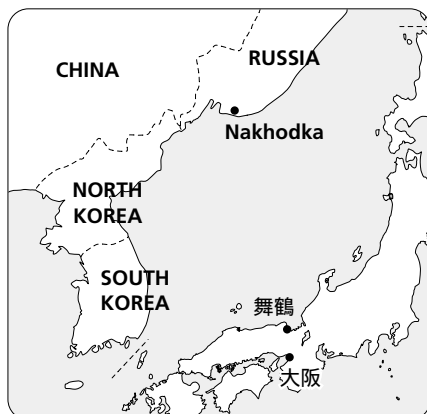 RUSSIA
CHINA
Nakhodka
NORTH
KOREA
SOUTH
KOREA
舞鶴
大阪